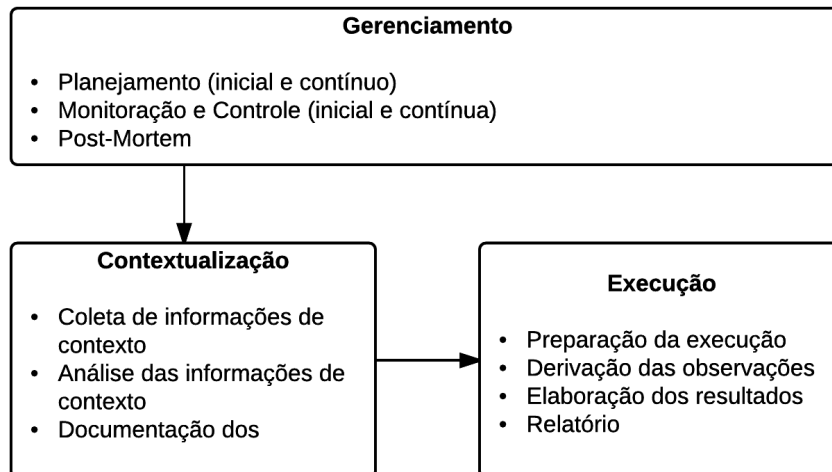 Gerenciamento
• Planejamento (inicial e contínuo)
• Monitoração e Controle (inicial e contínua)
• Post-Mortem
Contextualização
• Coleta de informações de
contexto
• Análise das informações de
contexto
• Documentação dos
Execução
• Preparação da execução
• Derivação das observações
• Elaboração dos resultados
• Relatório